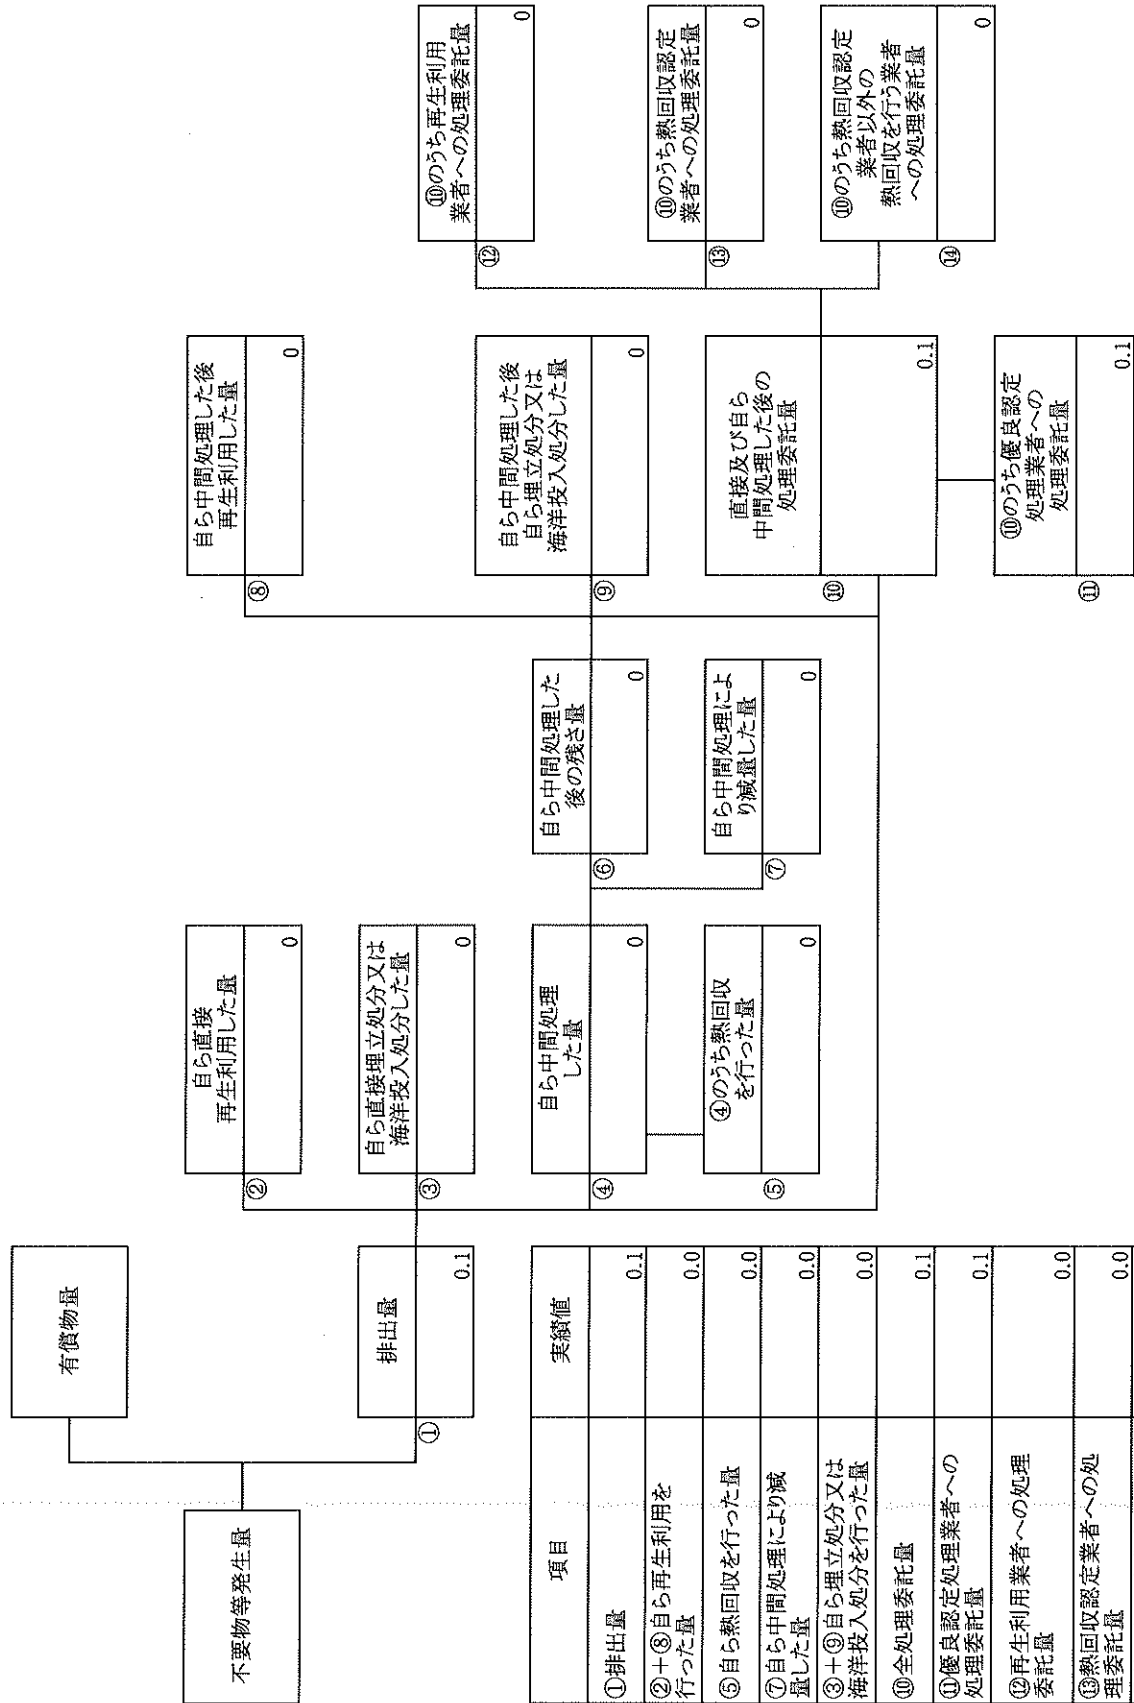 不要物等発生量
有償物量
①
排出量
0.1
②
自ら直接
再生利用した量
0
③
自ら直接埋立処分又は
海洋投入処分した量
0
④
自ら中間処理
した量
0
⑤
④のうち熱回収
を行った量
0
⑥
自ら中間処理した
後の残さ量
0
⑦
自ら中間処理によ
り減量した量
0
⑧
自ら中間処理した後
再生利用した量
0
⑨
自ら中間処理した後
自ら埋立処分又は
海洋投入処分した量
0
⑩
直接及び自ら
中間処理した後の
処理委託量
0.1
⑪
⑩のうち優良認定
処理業者への
処理委託量
0.1
⑫
⑩のうち再生利用
業者への処理委託量
0
⑬
⑩のうち熱回収認定
業者への処理委託量
0
⑭
⑩のうち熱回収認定
業者以外の
熱回収を行う業者
への処理委託量
0
項目 実績値
①排出量 0.1
②+⑧自ら再生利用を
行った量 0.0
⑤自ら熱回収を行った量 0.0
⑦自ら中間処理により減
量した量 0.0
③+⑨自ら埋立処分又は
海洋投入処分を行った量 0.0
⑩全処理委託量 0.1
⑪優良認定処理業者への
処理委託量 0.1
⑫再生利用業者への処理
委託量 0.0
⑬熱回収認定業者への処
理委託量 0.0